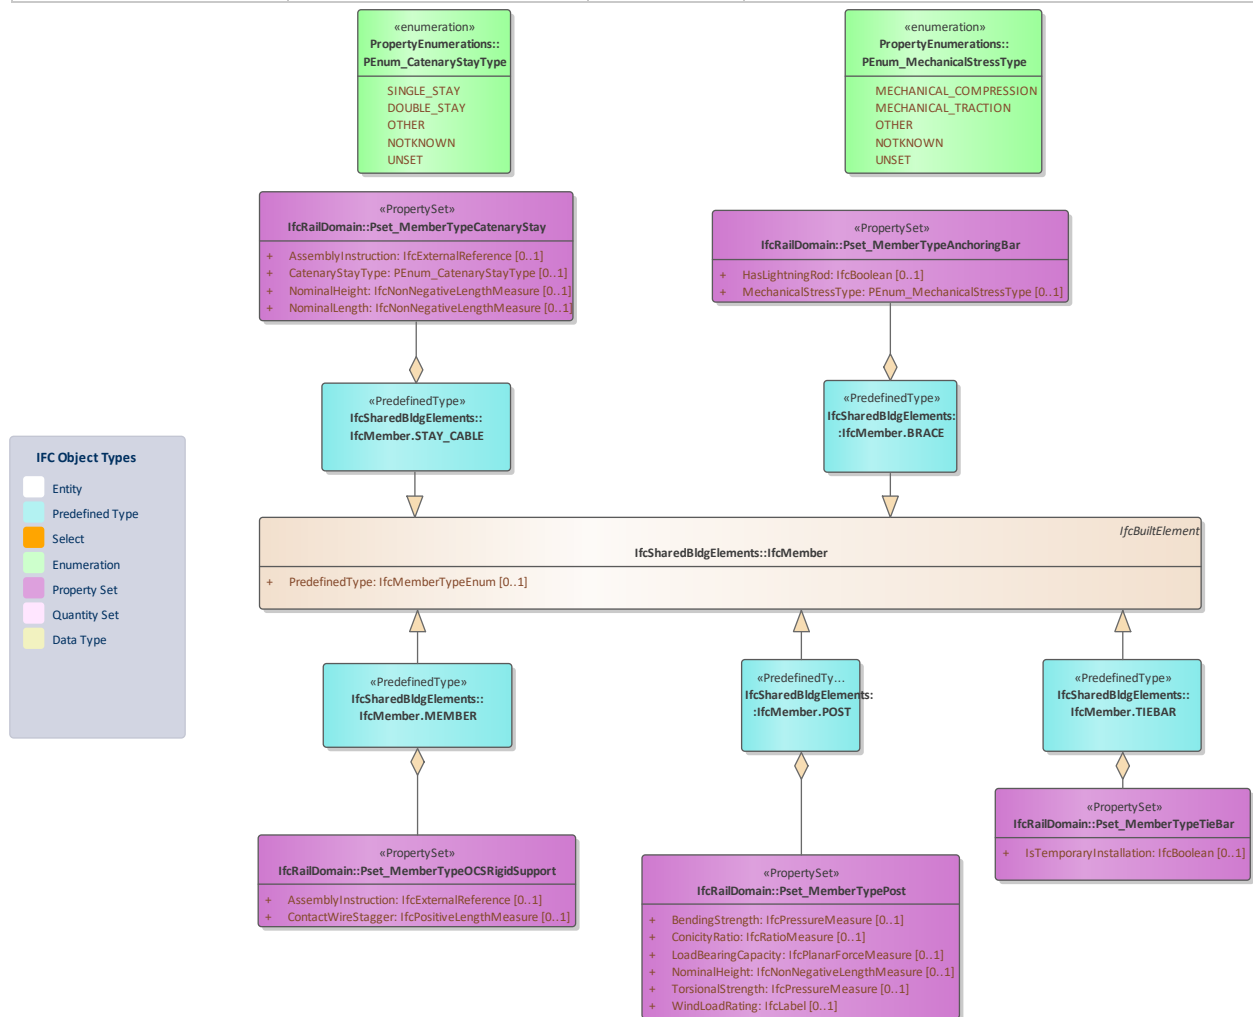 «enumeration»
PropertyEnumerations::
PEnum_CatenaryStayType
SINGLE_STAY
DOUBLE_STAY
OTHER
NOTKNOWN
UNSET
«enumeration»
PropertyEnumerations::
PEnum_MechanicalStressType
MECHANICAL_COMPRESSION
MECHANICAL_TRACTION
OTHER
NOTKNOWN
UNSET
«PropertySet»
IfcRailDomain::Pset_MemberTypeCatenaryStay
+ AssemblyInstruction: IfcExternalReference [0..1]
+ CatenaryStayType: PEnum_CatenaryStayType [0..1]
+ NominalHeight: IfcNonNegativeLengthMeasure [0..1]
+ NominalLength: IfcNonNegativeLengthMeasure [0..1]
«PropertySet»
IfcRailDomain::Pset_MemberTypeAnchoringBar
+ HasLightningRod: IfcBoolean [0..1]
+ MechanicalStressType: PEnum_MechanicalStressType [0..1]
«PredefinedType»
IfcSharedBldgElements::
IfcMember.STAY_CABLE
«PredefinedType»
IfcSharedBldgElements:
:IfcMember.BRACE
IFC Object Types
Entity
Predefined Type
Select
Enumeration
Property Set
Quantity Set
Data Type
IfcBuiltElement
IfcSharedBldgElements::IfcMember
+ PredefinedType: IfcMemberTypeEnum [0..1]
«PredefinedType»
IfcSharedBldgElements::
IfcMember.MEMBER
«PredefinedTy...
IfcSharedBldgElements:
:IfcMember.POST
«PredefinedType»
IfcSharedBldgElements::
IfcMember.TIEBAR
«PropertySet»
IfcRailDomain::Pset_MemberTypeTieBar
+ IsTemporaryInstallation: IfcBoolean [0..1]
«PropertySet»
IfcRailDomain::Pset_MemberTypeOCSRigidSupport
+ AssemblyInstruction: IfcExternalReference [0..1]
+ ContactWireStagger: IfcPositiveLengthMeasure [0..1]
«PropertySet»
IfcRailDomain::Pset_MemberTypePost
+ BendingStrength: IfcPressureMeasure [0..1]
+ ConicityRatio: IfcRatioMeasure [0..1]
+ LoadBearingCapacity: IfcPlanarForceMeasure [0..1]
+ NominalHeight: IfcNonNegativeLengthMeasure [0..1]
+ TorsionalStrength: IfcPressureMeasure [0..1]
+ WindLoadRating: IfcLabel [0..1]